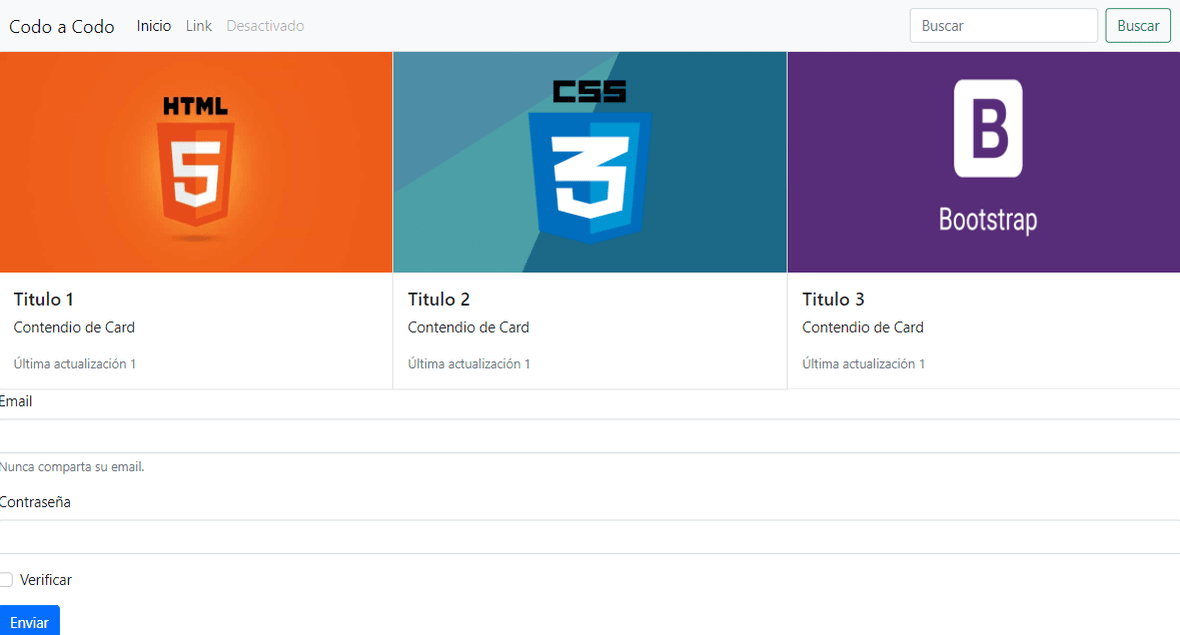 Codo a Codo Inicio Link Desactivado Buscar Buscar
HTML
5
CSS
3
B
Bootstrap
Titulo 1
Contendio de Card
Última actualización 1
Titulo 2
Contendio de Card
Última actualización 1
Titulo 3
Contendio de Card
Última actualización 1
Email
Nunca comparta su email.
Contraseña
Verificar
Enviar